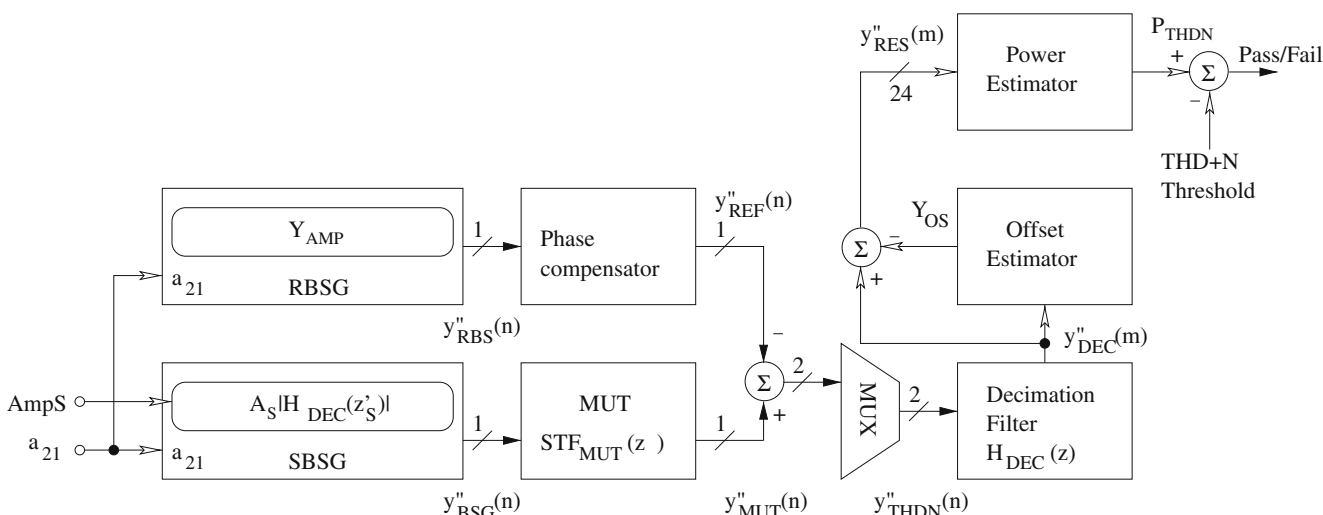 y"RES(m)
24
Power
Estimator
PTHDN
+
Σ
−
Pass/Fail
THD+N
Threshold
YAMP
a21
RBSG
1
y"RBS(n)
Phase
compensator
y"REF(n)
1
Σ
−
+
YOS
Offset
Estimator
y"DEC(m)
−
Σ
+
2
MUX
2
AmpS
a21
AS|HDEC(z'S)|
a21
SBSG
1
y"BSG(n)
MUT
STFMUT(z )
1
y"MUT(n)
y"THDN(n)
Decimation
Filter
HDEC(z)